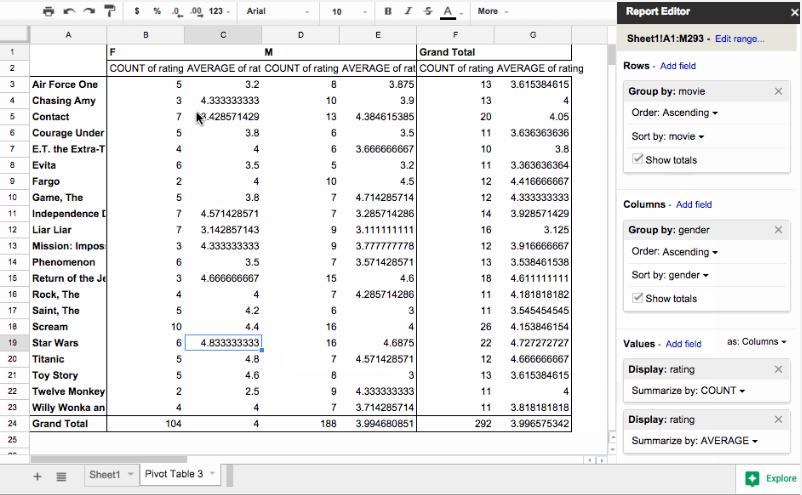 $ % .0_ .00_ 123 - Arial - 10 - B I S A - More -
Report Editor ×
A B C D E F G
Sheet1!A1:M293 - Edit range...
1 F M Grand Total
2 COUNT of rating AVERAGE of rat COUNT of rating AVERAGE of rat COUNT of rating AVERAGE of rating
3 Air Force One 5 3.2 8 3.875 13 3.615384615
4 Chasing Amy 3 4.333333333 10 3.9 13 4
5 Contact 7 3.428571429 13 4.384615385 20 4.05
6 Courage Under 5 3.8 6 3.5 11 3.636363636
7 E.T. the Extra-T 4 4 6 3.666666667 10 3.8
8 Evita 6 3.5 5 3.2 11 3.363636364
9 Fargo 2 4 10 4.5 12 4.416666667
10 Game, The 5 3.8 7 4.714285714 12 4.333333333
11 Independence D 7 4.571428571 7 3.285714286 14 3.928571429
12 Liar Liar 7 3.142857143 9 3.111111111 16 3.125
13 Mission: Impos 3 4.333333333 9 3.777777778 12 3.916666667
14 Phenomenon 6 3.5 7 3.571428571 13 3.538461538
15 Return of the Je 3 4.666666667 15 4.6 18 4.611111111
16 Rock, The 4 4 7 4.285714286 11 4.181818182
17 Saint, The 5 4.2 6 3 11 3.545454545
18 Scream 10 4.4 16 4 26 4.153846154
19 Star Wars 6 4.833333333 16 4.6875 22 4.727272727
20 Titanic 5 4.8 7 4.571428571 12 4.666666667
21 Toy Story 5 4.6 8 3 13 3.615384615
22 Twelve Monkey 2 2.5 9 4.333333333 11 4
23 Willy Wonka an 4 4 7 3.714285714 11 3.818181818
24 Grand Total 104 4 188 3.994680851 292 3.996575342
25
Rows - Add field
Group by: movie ×
Order: Ascending
Sort by: movie
Show totals
Columns - Add field
Group by: gender ×
Order: Ascending
Sort by: gender
Show totals
Values - Add field as: Columns
Display: rating ×
Summarize by: COUNT
Display: rating ×
Summarize by: AVERAGE
+ Sheet1 Pivot Table 3
Explore